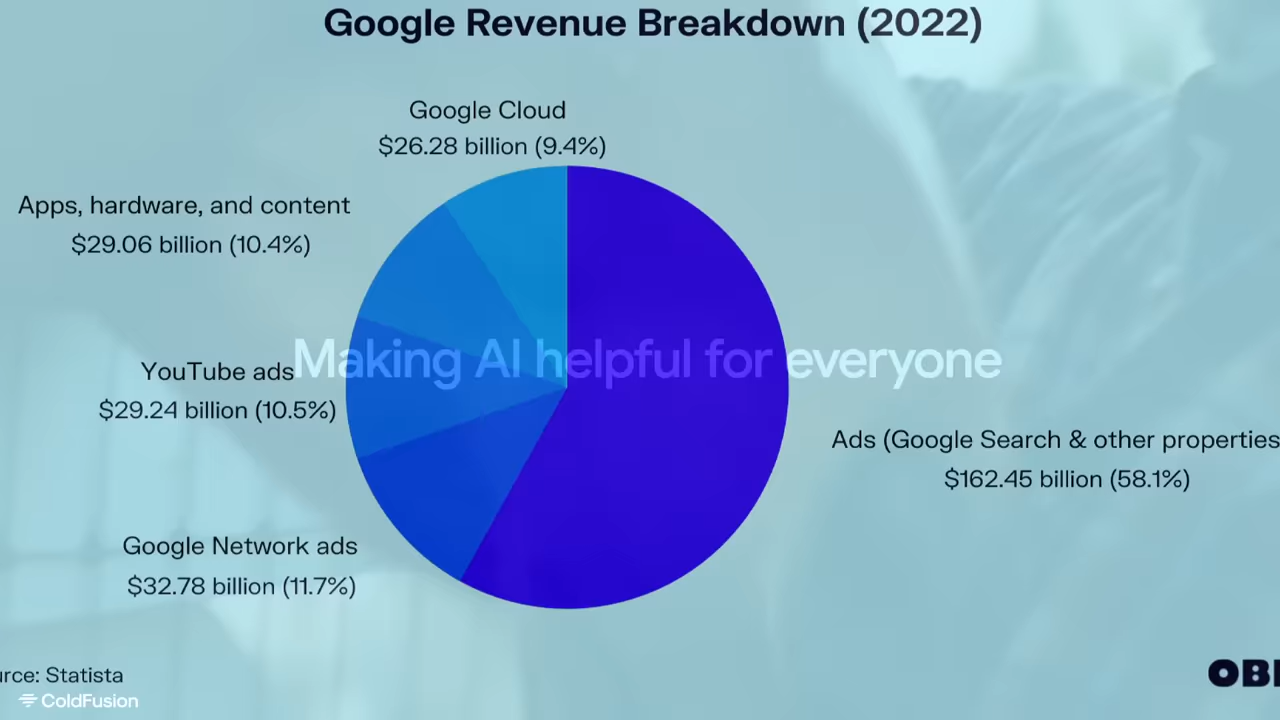 Google Revenue Breakdown (2022)
Google Cloud
$26.28 billion (9.4%)
Apps, hardware, and content
$29.06 billion (10.4%)
Making AI helpful for everyone
YouTube ads
$29.24 billion (10.5%)
Ads (Google Search & other properties
$162.45 billion (58.1%)
Google Network ads
$32.78 billion (11.7%)
urce: Statista
ColdFusion